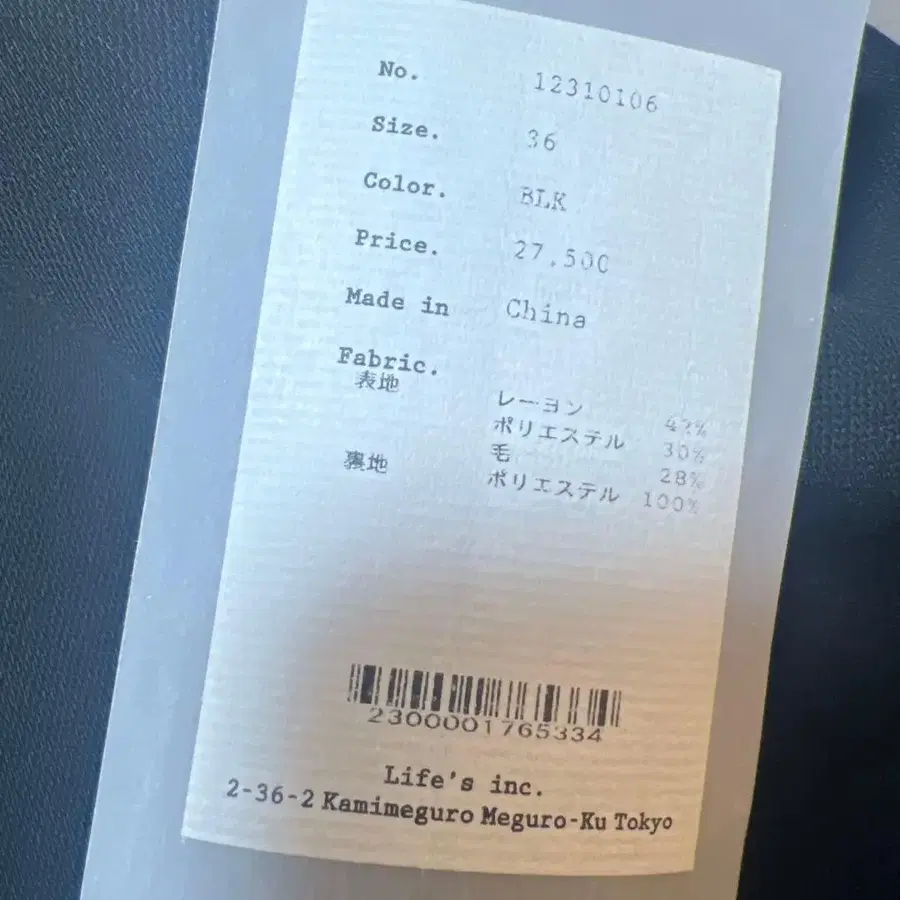 No. 12310106
Size. 36
Color. BLK
Price. 27,500
Made in China
Fabric.
表地
レーヨン 42%
ポリエステル 30%
毛 28%
裏地 ポリエステル 100%
2300001765334
Life's inc.
2-36-2 Kamimeguro Meguro-Ku Tokyo